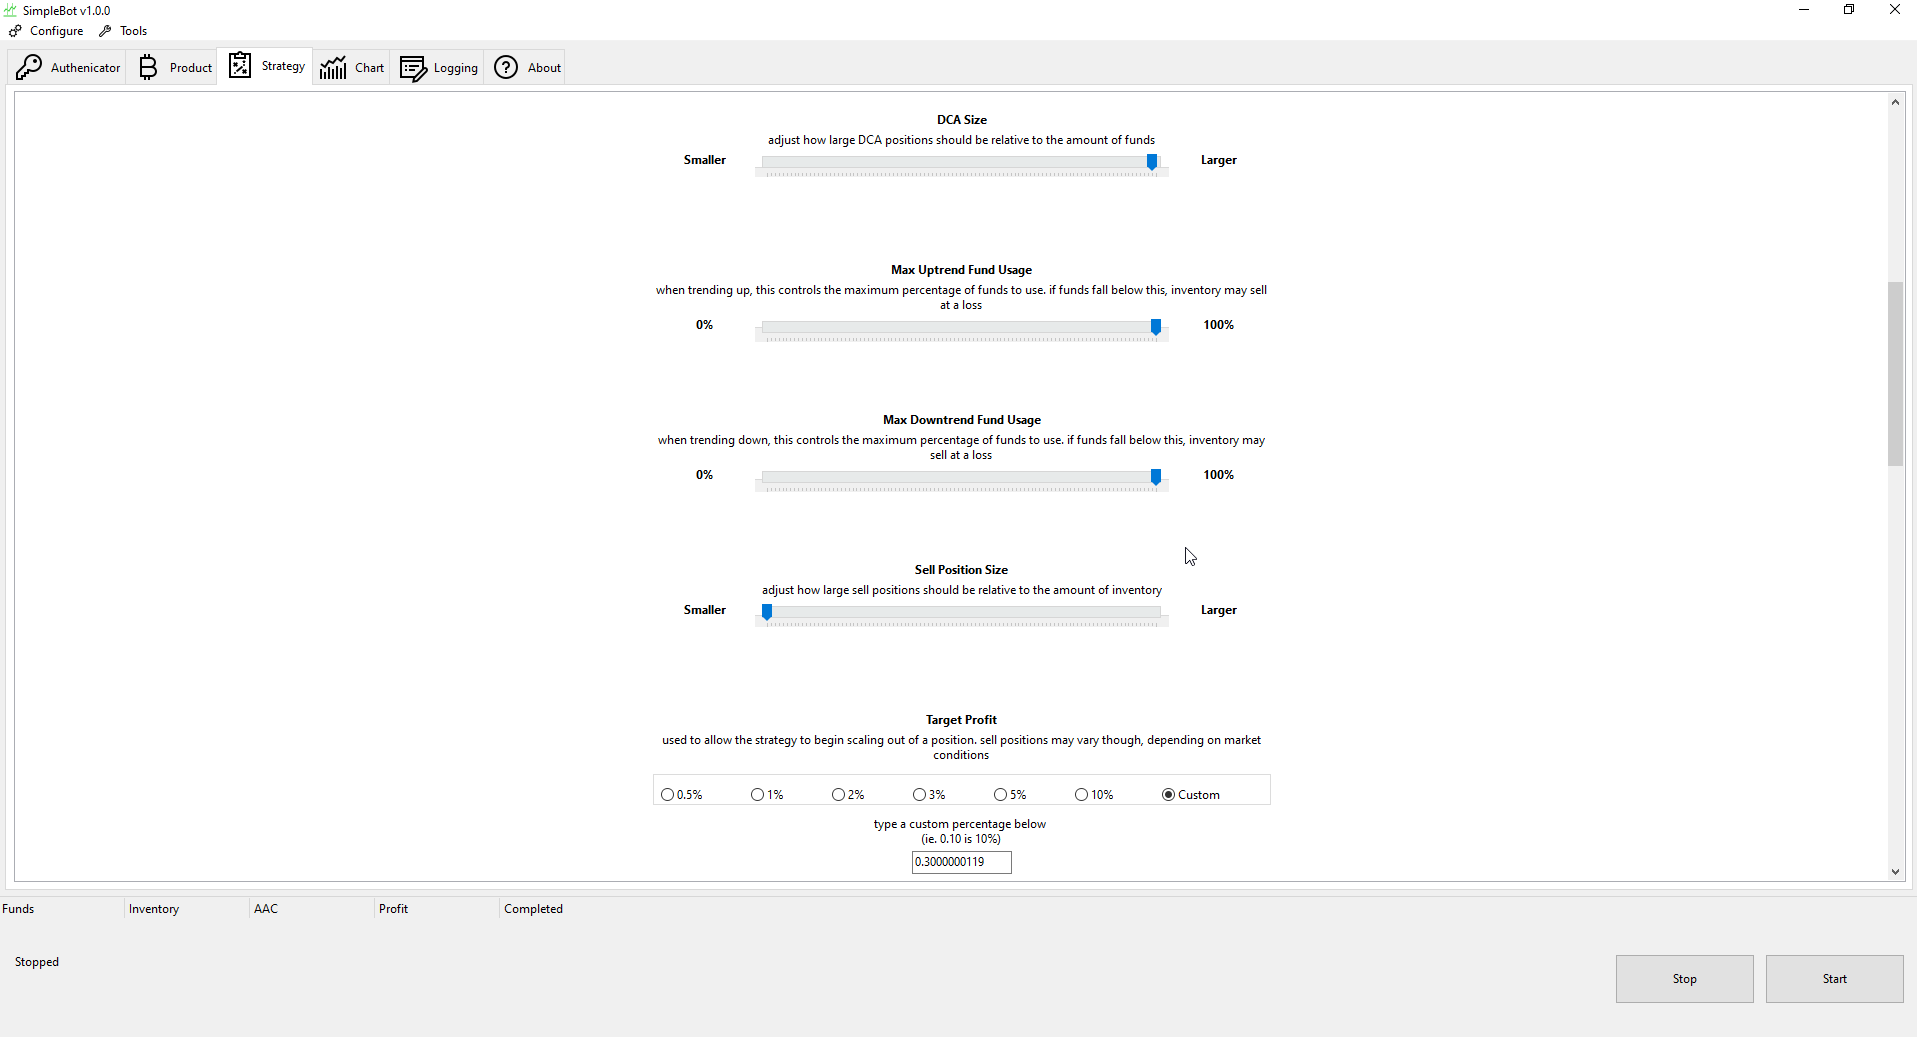 SimpleBot v1.0.0
Configure Tools
Authenicator Product Strategy Chart Logging About
DCA Size
adjust how large DCA positions should be relative to the amount of funds
Smaller Larger
Max Uptrend Fund Usage
when trending up, this controls the maximum percentage of funds to use. if funds fall below this, inventory may sell
at a loss
0% 100%
Max Downtrend Fund Usage
when trending down, this controls the maximum percentage of funds to use. if funds fall below this, inventory may
sell at a loss
0% 100%
Sell Position Size
adjust how large sell positions should be relative to the amount of inventory
Smaller Larger
Target Profit
used to allow the strategy to begin scaling out of a position. sell positions may vary though, depending on market
conditions
0.5% 1% 2% 3% 5% 10% Custom
type a custom percentage below
(ie. 0.10 is 10%)
0.3000000119
Funds Inventory AAC Profit Completed
Stopped
Stop Start